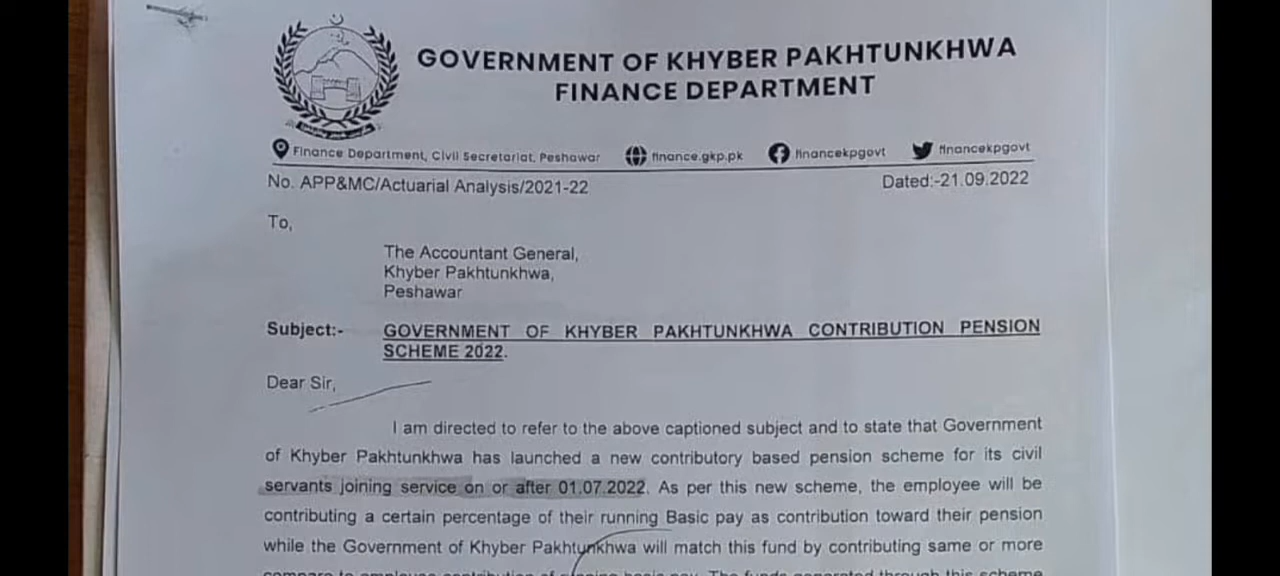 GOVERNMENT OF KHYBER PAKHTUNKHWA
FINANCE DEPARTMENT
Finance Department, Civil Secretariat, Peshawar finance.gkp.pk financekpgovt financekpgovt
No. APP&MC/Actuarial Analysis/2021-22 Dated:-21.09.2022
To,
The Accountant General,
Khyber Pakhtunkhwa,
Peshawar
Subject:- GOVERNMENT OF KHYBER PAKHTUNKHWA CONTRIBUTION PENSION
SCHEME 2022.
Dear Sir,
I am directed to refer to the above captioned subject and to state that Government
of Khyber Pakhtunkhwa has launched a new contributory based pension scheme for its civil
servants joining service on or after 01.07.2022. As per this new scheme, the employee will be
contributing a certain percentage of their running Basic pay as contribution toward their pension
while the Government of Khyber Pakhtunkhwa will match this fund by contributing same or more
The funds generated through this scheme